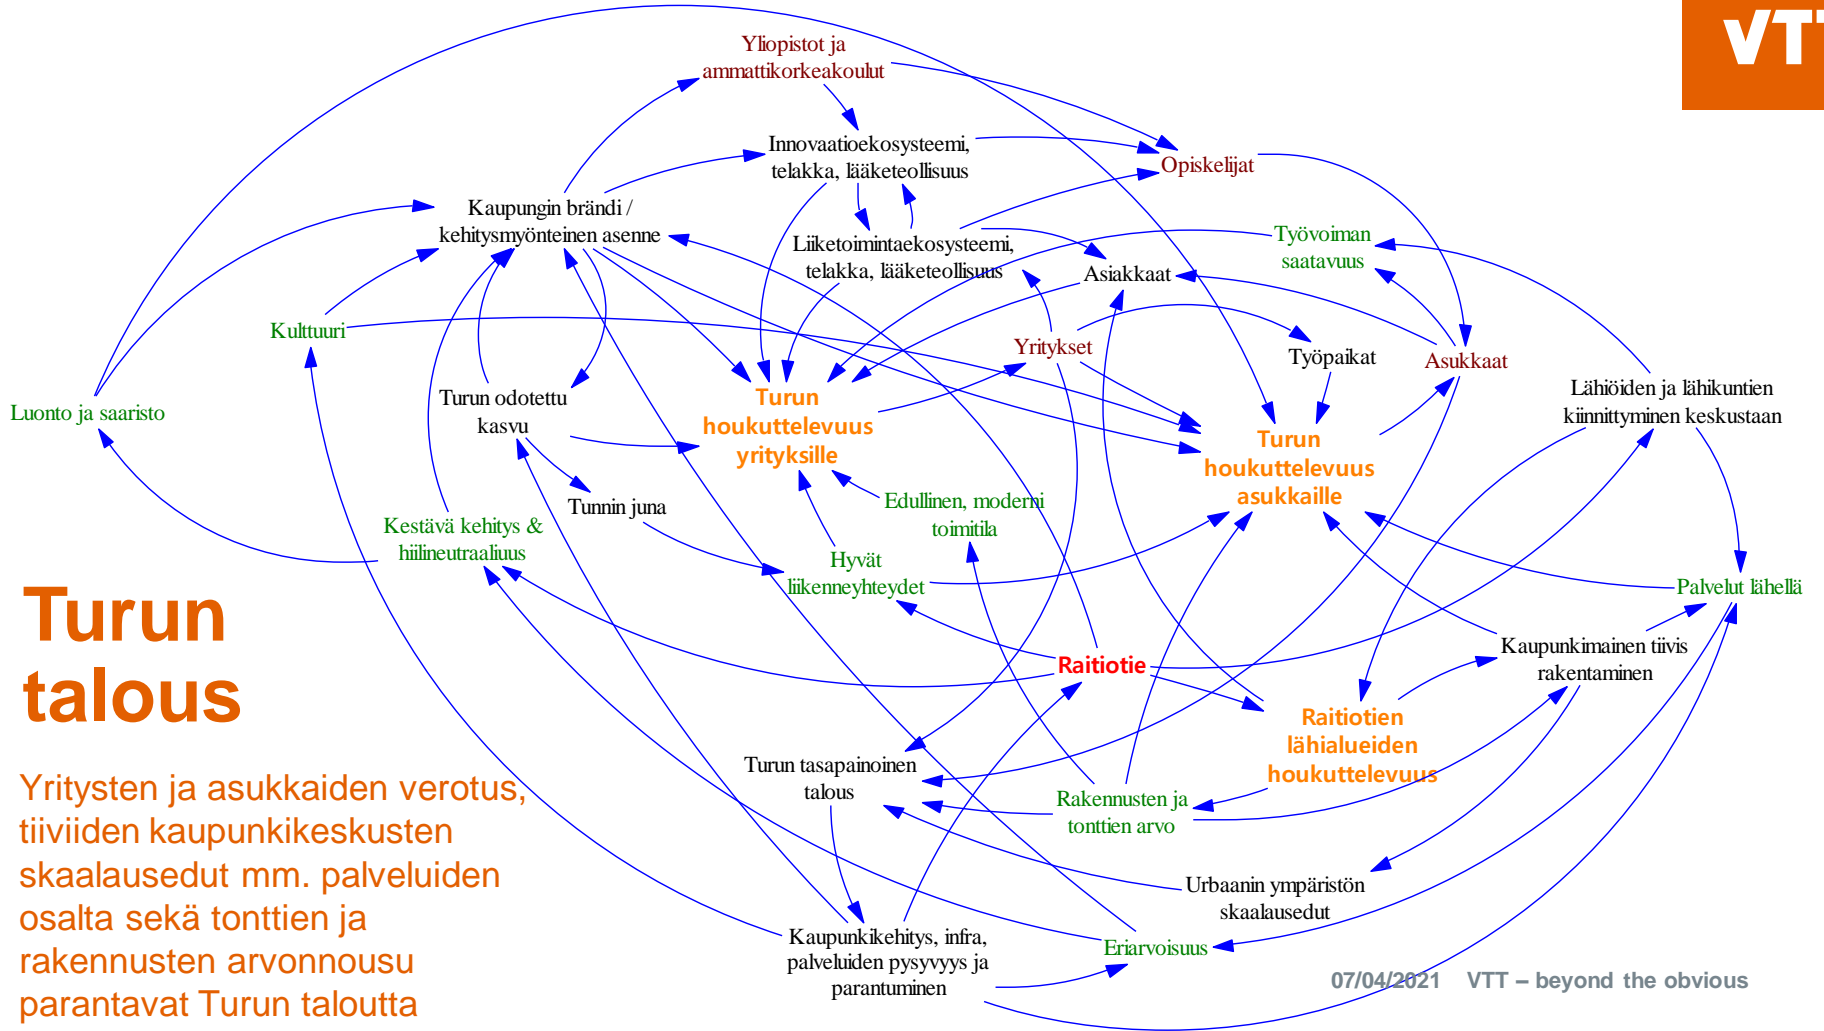 VTT
Yliopistot ja
ammattikorkeakoulut
Innovaatioekosysteemi,
telakka, lääketeollisuus
Opiskelijat
Kaupungin brändi /
kehitysmyönteinen asenne
Liiketoimintaekosysteemi,
telakka, lääketeollisuus
Asiakkaat
Työvoiman
saatavuus
Kulttuuri
Yritykset
Työpaikat
Asukkaat
Luonto ja saaristo
Turun odotettu
kasvu
Turun
houkuttelevuus
yrityksille
Turun
houkuttelevuus
asukkaille
Lähiöiden ja lähikuntien
kiinnittyminen keskustaan
Tunnin juna
Edullinen, moderni
toimitila
Kestävä kehitys &
hiilineutraaliuus
Hyvät
liikenneyhteydet
Palvelut lähellä
Raitiotie
Kaupunkimainen tiivis
rakentaminen
Raitiotien
lähialueiden
houkuttelevuus
Turun tasapainoinen
talous
Rakennusten ja
tonttien arvo
Urbaanin ympäristön
skaalausedut
Kaupunkikehitys, infra,
palveluiden pysyvyys ja
parantuminen
Eriarvoisuus
Turun
talous
Yritysten ja asukkaiden verotus,
tiiviiden kaupunkikeskusten
skaalausedut mm. palveluiden
osalta sekä tonttien ja
rakennusten arvonnousu
parantavat Turun taloutta
07/04/2021 VTT – beyond the obvious